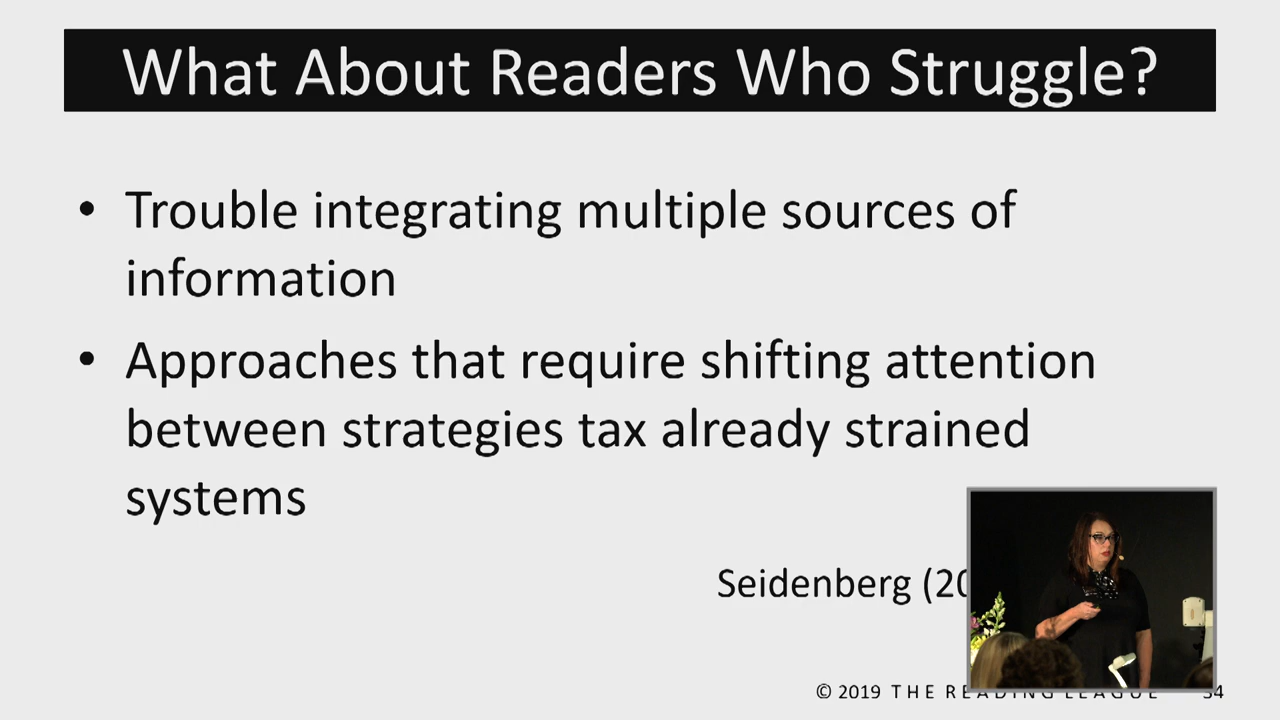 What About Readers Who Struggle?
• Trouble integrating multiple sources of
information
• Approaches that require shifting attention
between strategies tax already strained
systems
Seidenberg (20
© 2019 THE READING LEAGUE 34